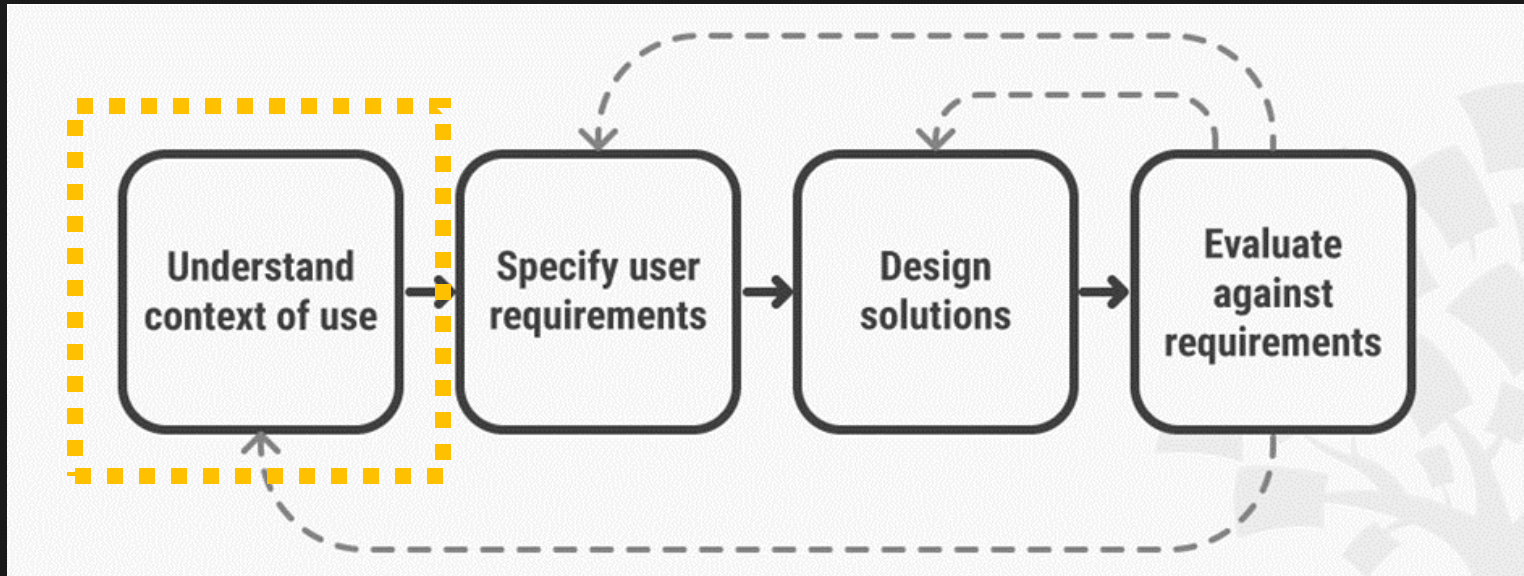 Understand
context of use
Specify user
requirements
Design
solutions
Evaluate
against
requirements